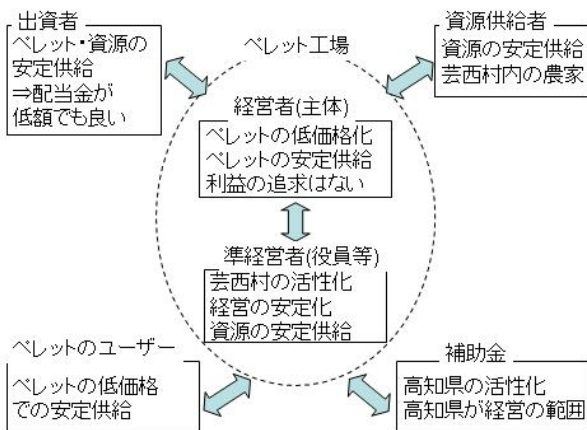 出資者
ペレット・資源の
安定供給
⇒配当金が
低額でも良い
ペレット工場
資源供給者
資源の安定供給
芸西村内の農家
経営者(主体)
ペレットの低価格化
ペレットの安定供給
利益の追求はない
準経営者(役員等)
芸西村の活性化
経営の安定化
資源の安定供給
ペレットのユーザー
ペレットの低価格
での安定供給
補助金
高知県の活性化
高知県が経営の範囲